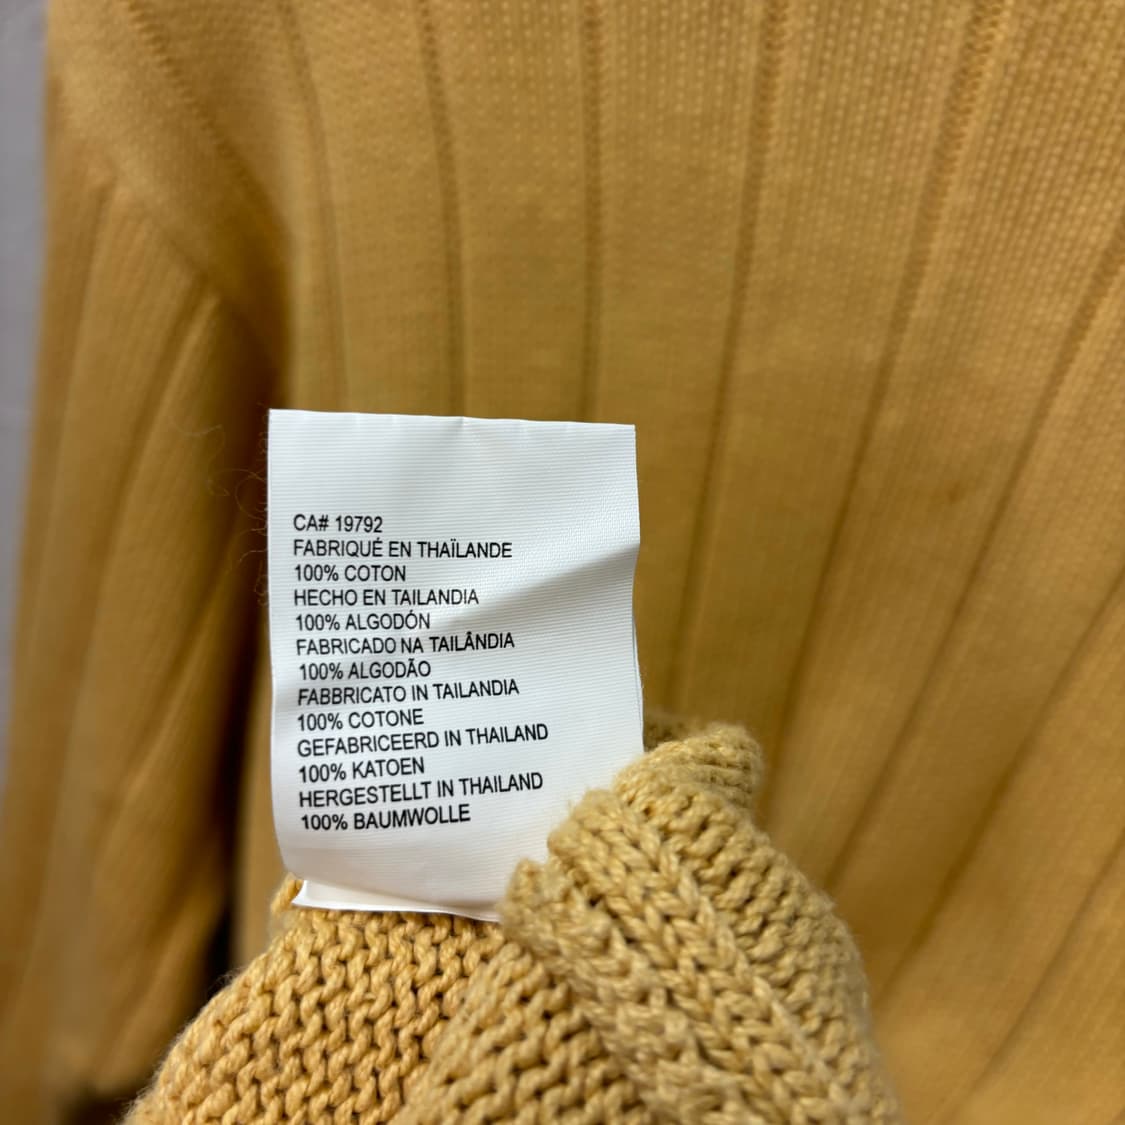 CA# 19792
FABRIQUÉ EN THAÏLANDE
100% COTON
HECHO EN TAILANDIA
100% ALGODÓN
FABRICADO NA TAILÂNDIA
100% ALGODÃO
FABBRICATO IN TAILANDIA
100% COTONE
GEFABRICEERD IN THAILAND
100% KATOEN
HERGESTELLT IN THAILAND
100% BAUMWOLLE